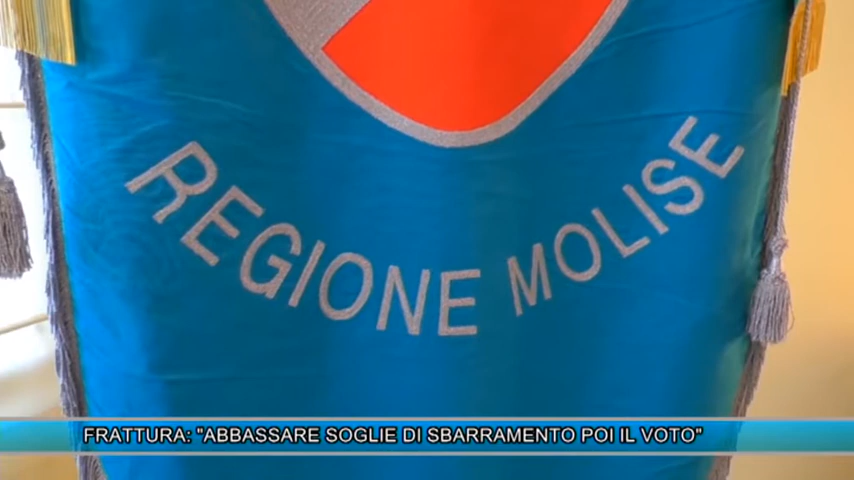 REGIONE MOLISE
FRATTURA: "ABBASSARE SOGLIE DI SBARRAMENTO POI IL VOTO"